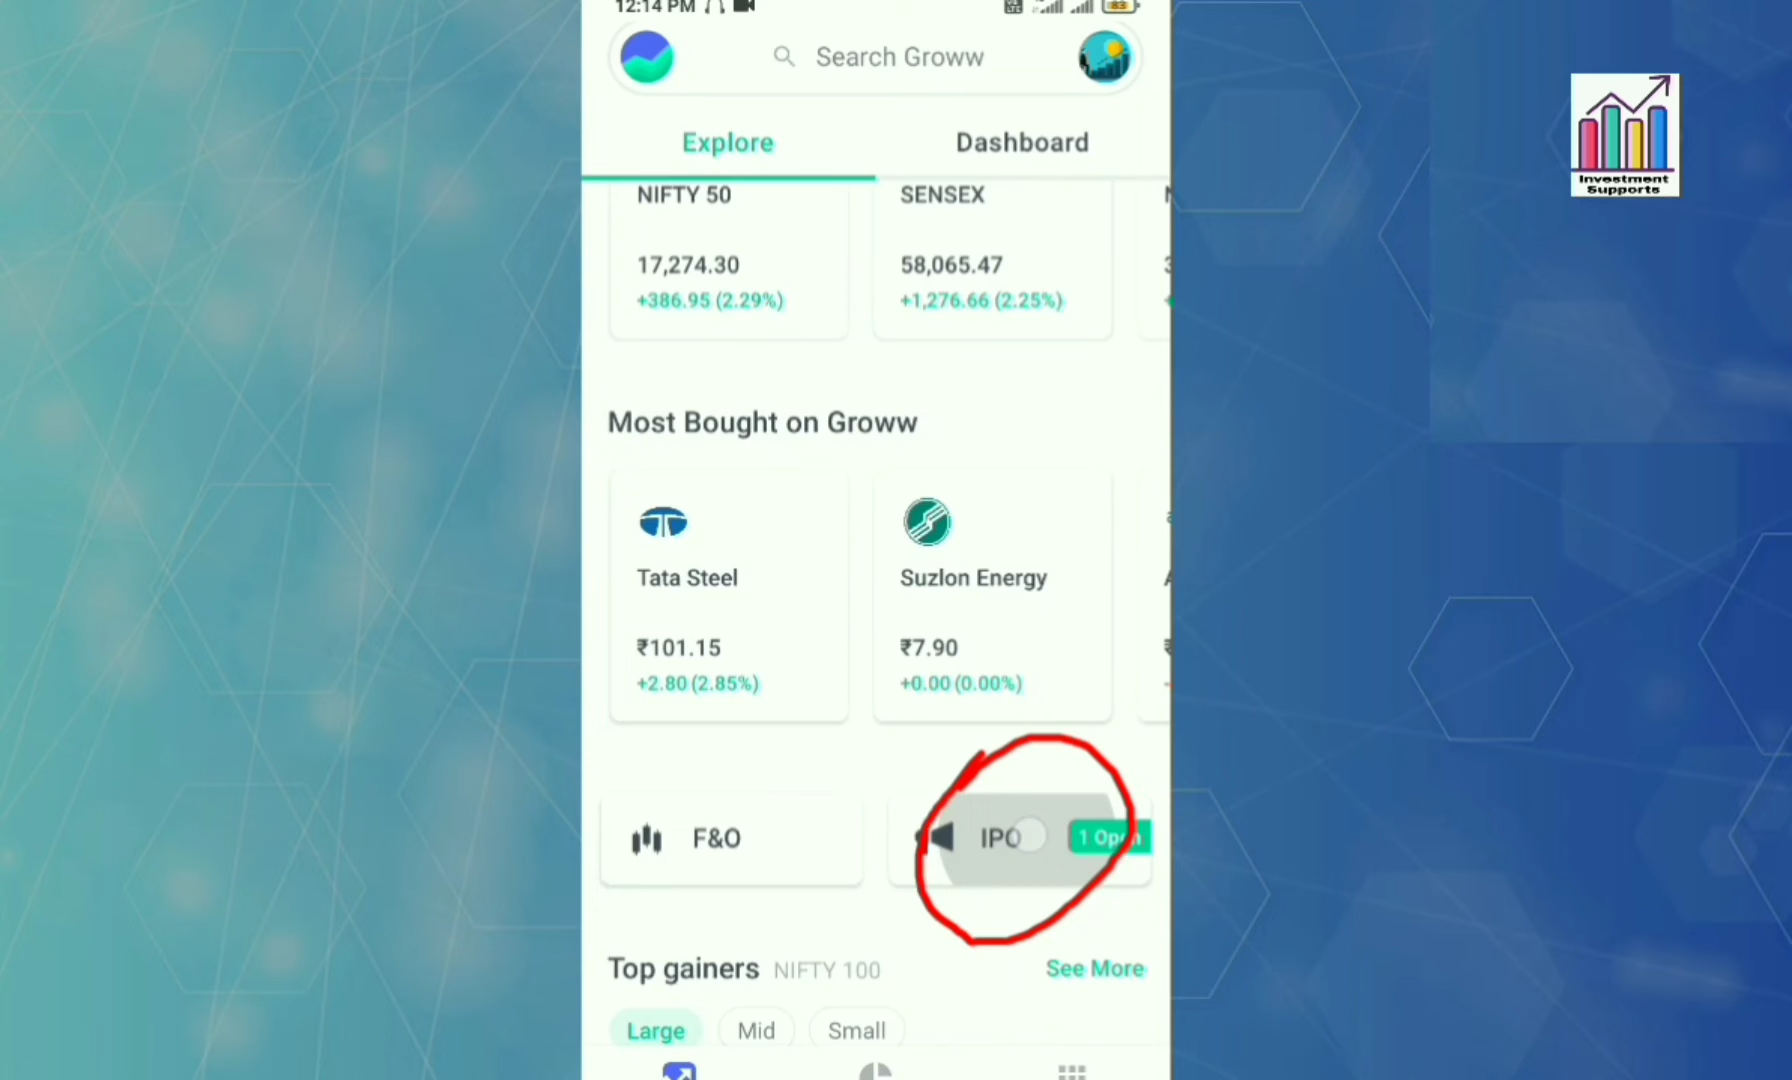 12:14 PM
83
Search Groww
Explore
Dashboard
NIFTY 50
SENSEX
17,274.30
58,065.47
+386.95 (2.29%)
+1,276.66 (2.25%)
Most Bought on Groww
Tata Steel
Suzlon Energy
₹101.15
₹7.90
+2.80 (2.85%)
+0.00 (0.00%)
F&O
IPO
1 Open
Top gainers NIFTY 100
See More
Large
Mid
Small
Investment
Supports